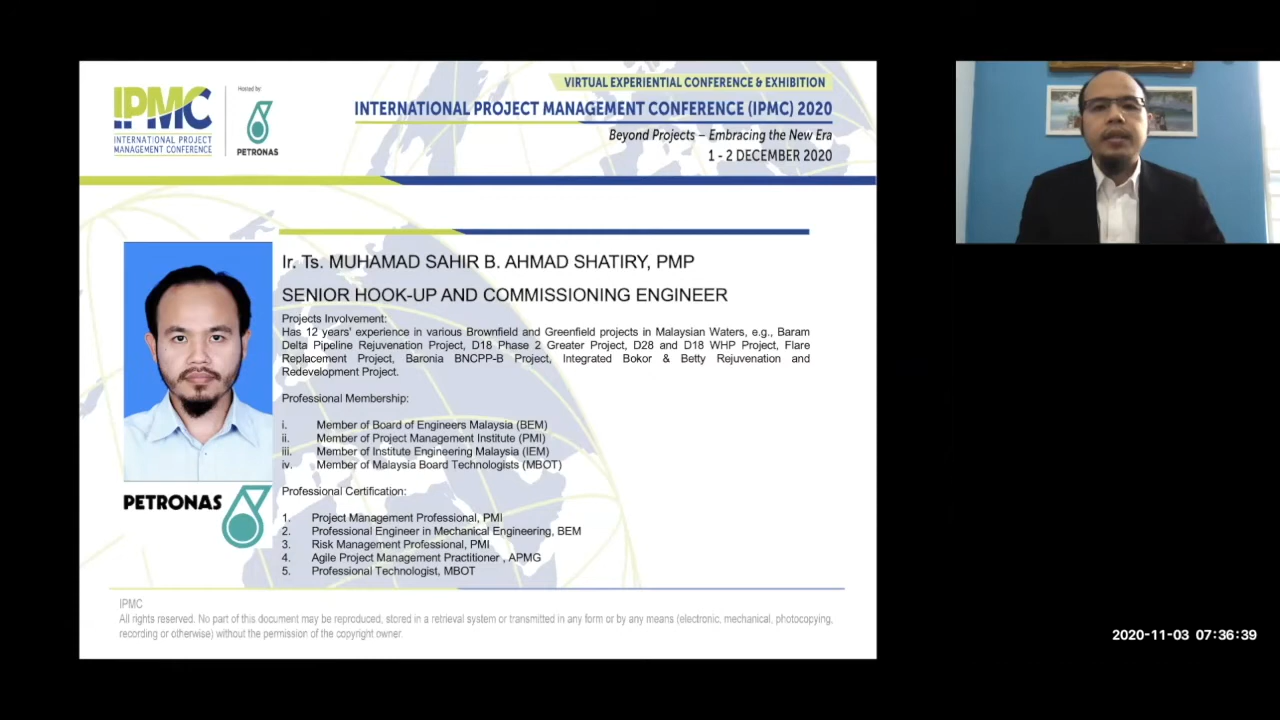 IPMC
INTERNATIONAL PROJECT
MANAGEMENT CONFERENCE
Hosted by:
PETRONAS
VIRTUAL EXPERIENTIAL CONFERENCE & EXHIBITION
INTERNATIONAL PROJECT MANAGEMENT CONFERENCE (IPMC) 2020
Beyond Projects – Embracing the New Era
1 - 2 DECEMBER 2020
Ir. Ts. MUHAMAD SAHIR B. AHMAD SHATIRY, PMP
SENIOR HOOK-UP AND COMMISSIONING ENGINEER
Projects Involvement:
Has 12 years' experience in various Brownfield and Greenfield projects in Malaysian Waters, e.g., Baram
Delta Pipeline Rejuvenation Project, D18 Phase 2 Greater Project, D28 and D18 WHP Project, Flare
Replacement Project, Baronia BNCPP-B Project, Integrated Bokor & Betty Rejuvenation and
Redevelopment Project.
Professional Membership:
i. Member of Board of Engineers Malaysia (BEM)
ii. Member of Project Management Institute (PMI)
iii. Member of Institute Engineering Malaysia (IEM)
iv. Member of Malaysia Board Technologists (MBOT)
PETRONAS
Professional Certification:
1. Project Management Professional, PMI
2. Professional Engineer in Mechanical Engineering, BEM
3. Risk Management Professional, PMI
4. Agile Project Management Practitioner , APMG
5. Professional Technologist, MBOT
IPMC
All rights reserved. No part of this document may be reproduced, stored in a retrieval system or transmitted in any form or by any means (electronic, mechanical, photocopying,
recording or otherwise) without the permission of the copyright owner.
2020-11-03 07:36:39